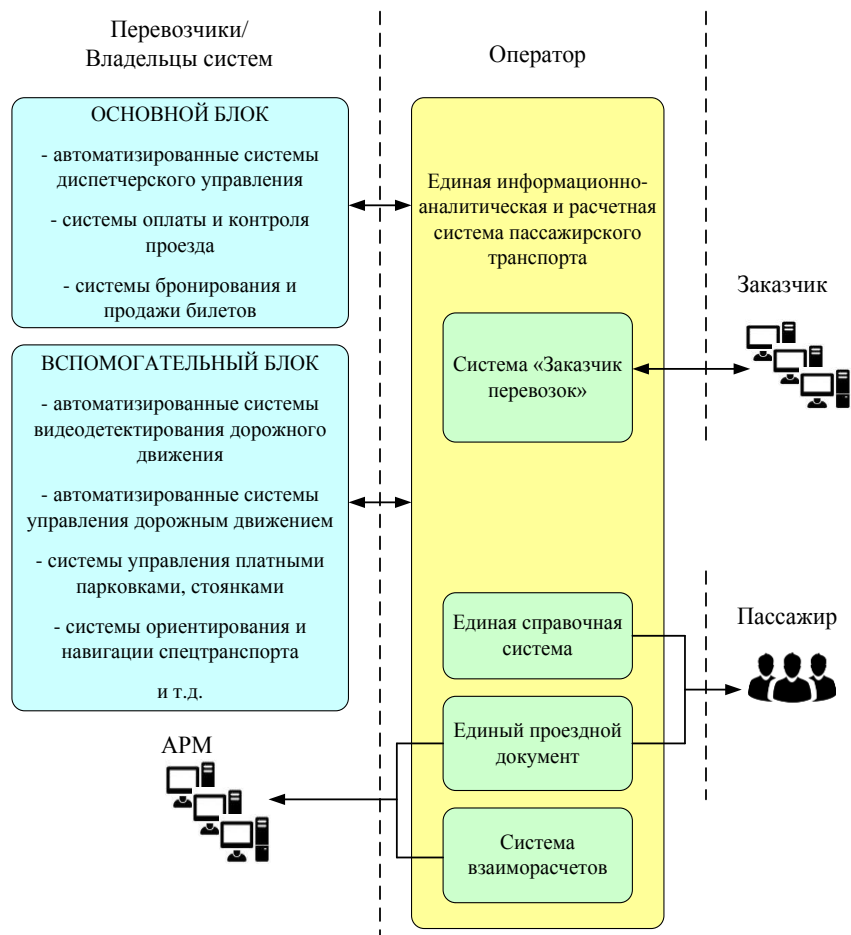 Перевозчики/
Владельцы систем
Оператор
ОСНОВНОЙ БЛОК
- автоматизированные системы
диспетчерского управления
- системы оплаты и контроля
проезда
- системы бронирования и
продажи билетов
ВСПОМОГАТЕЛЬНЫЙ БЛОК
- автоматизированные системы
видеодетектирования дорожного
движения
- автоматизированные системы
управления дорожным движением
- системы управления платными
парковками, стоянками
- системы ориентирования и
навигации спецтранспорта
и т.д.
АРМ
Единая информационно-
аналитическая и расчетная
система пассажирского
транспорта
Система «Заказчик
перевозок»
Единая справочная
система
Единый проездной
документ
Система
взаиморасчетов
Заказчик
Пассажир